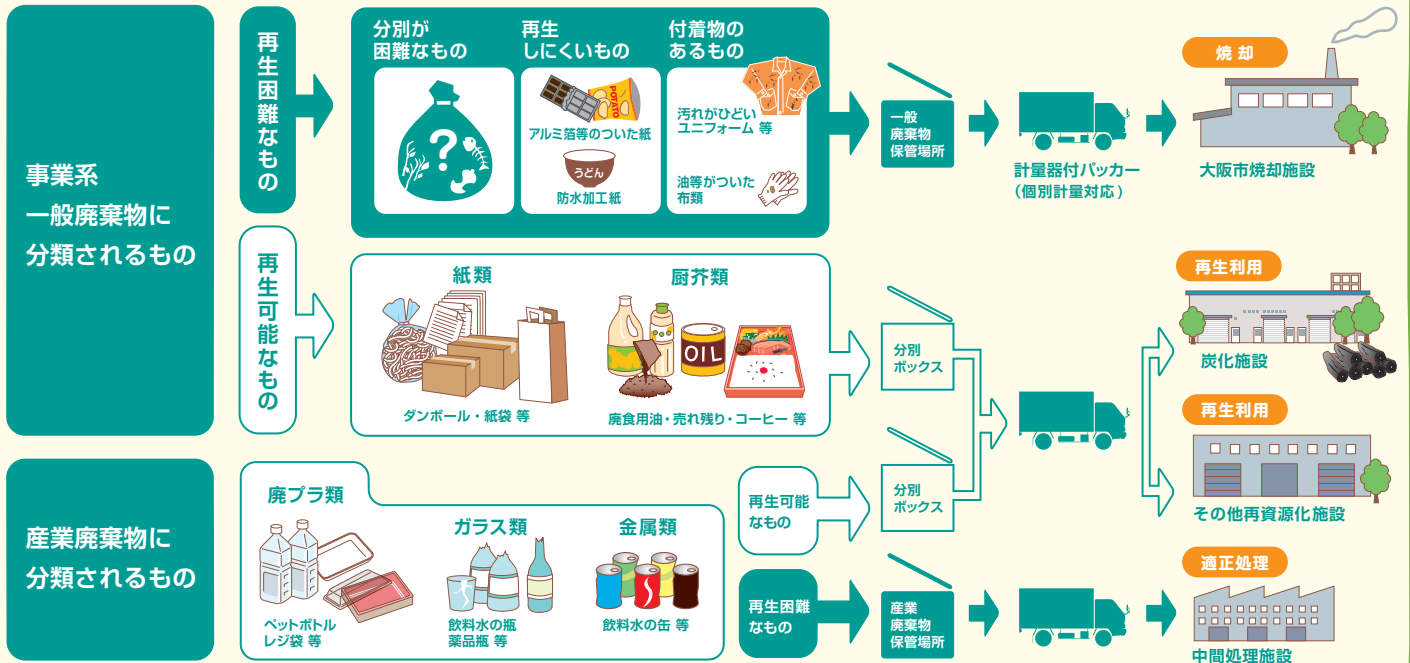 事業系
一般廃棄物に
分類されるもの
再生困難なもの
分別が
困難なもの
?
再生
しにくいもの
POTATO
アルミ箔等のついた紙
うどん
防水加工紙
付着物の
あるもの
汚れがひどい
ユニフォーム 等
油等がついた
布類
一般
廃棄物
保管場所
計量器付パッカー
(個別計量対応)
焼却
大阪市焼却施設
再生可能なもの
紙類
ダンボール・紙袋 等
厨芥類
OIL
廃食用油・売れ残り・コーヒー 等
分別
ボックス
再生利用
炭化施設
再生利用
その他再資源化施設
産業廃棄物に
分類されるもの
廃プラ類
ペットボトル
レジ袋 等
ガラス類
飲料水の瓶
薬品瓶 等
金属類
飲料水の缶 等
再生可能
なもの
分別
ボックス
再生困難
なもの
産業
廃棄物
保管場所
適正処理
中間処理施設